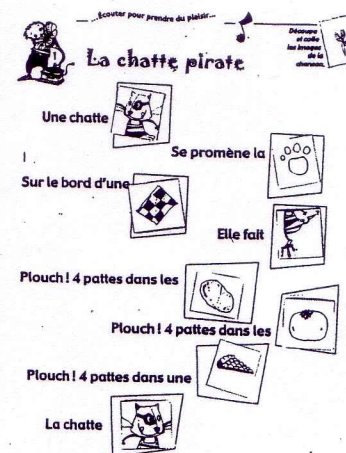 ...Écouter pour prendre du plaisir...
Découpe
et colle
les images
de la
chanson.
La chatte pirate
Une chatte
Se promène la
Sur le bord d'une
Elle fait
Plouch ! 4 pattes dans les
Plouch ! 4 pattes dans les
Plouch ! 4 pattes dans une
La chatte